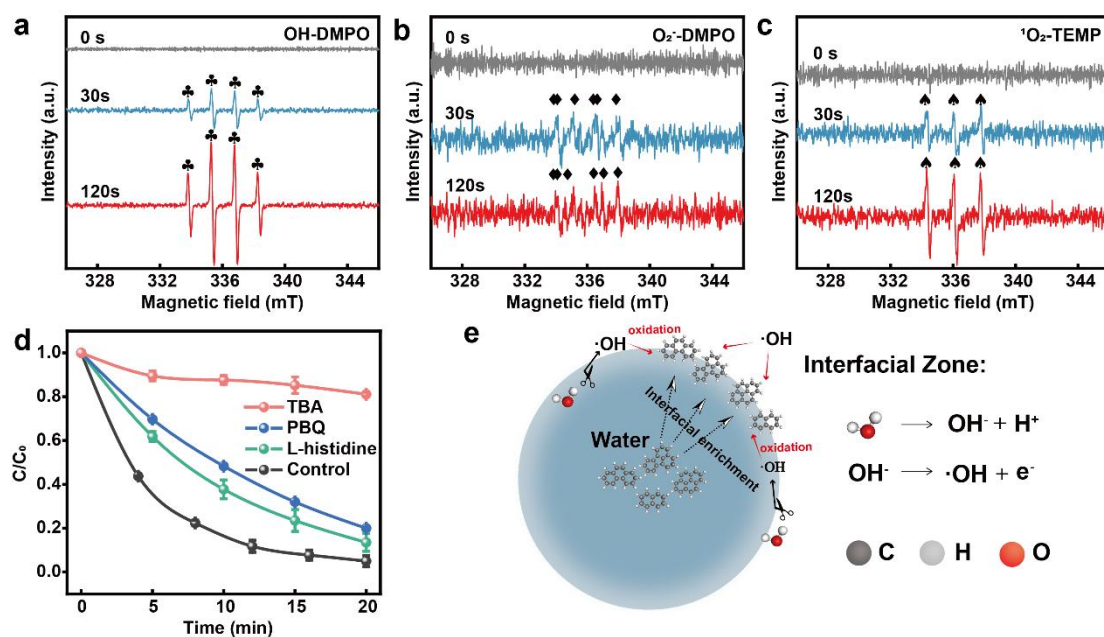 a
OH-DMPO
0 s
30s
120s
Intensity (a.u.)
328 332 336 340 344
Magnetic field (mT)
b
O₂⁻-DMPO
0 s
30s
120s
Intensity (a.u.)
328 332 336 340 344
Magnetic field (mT)
c
¹O₂-TEMP
0 s
30s
120s
Intensity (a.u.)
328 332 336 340 344
Magnetic field (mT)
d
C/C₀
1.0
0.8
0.6
0.4
0.2
0.0
TBA
PBQ
L-histidine
Control
0 5 10 15 20
Time (min)
e
·OH
oxidation
·OH
Water
Interfacial enrichment
oxidation
·OH
Interfacial Zone:
→ OH⁻ + H⁺
OH⁻ → ·OH + e⁻
C H O